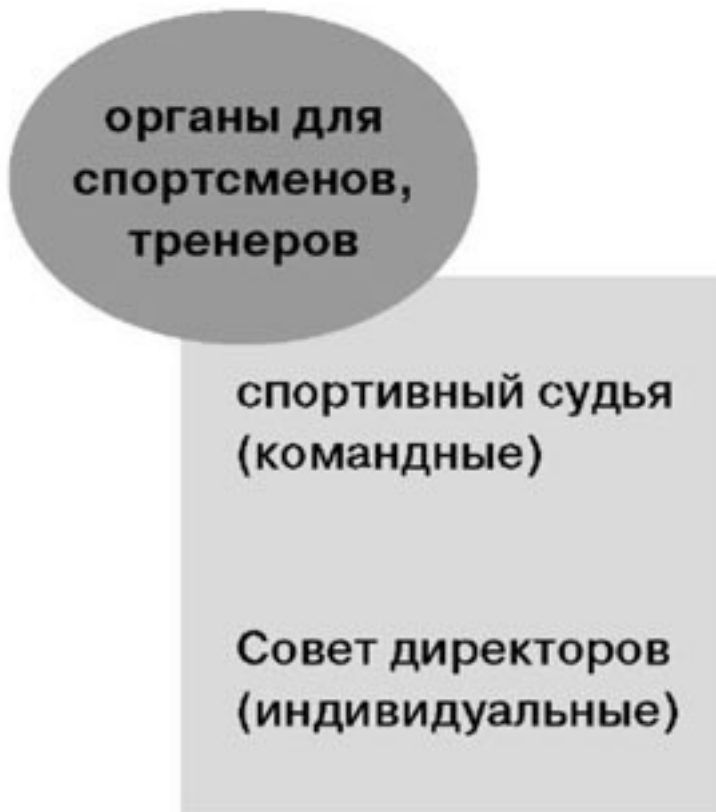 органы для
спортсменов,
тренеров
спортивный судья
(командные)
Совет директоров
(индивидуальные)